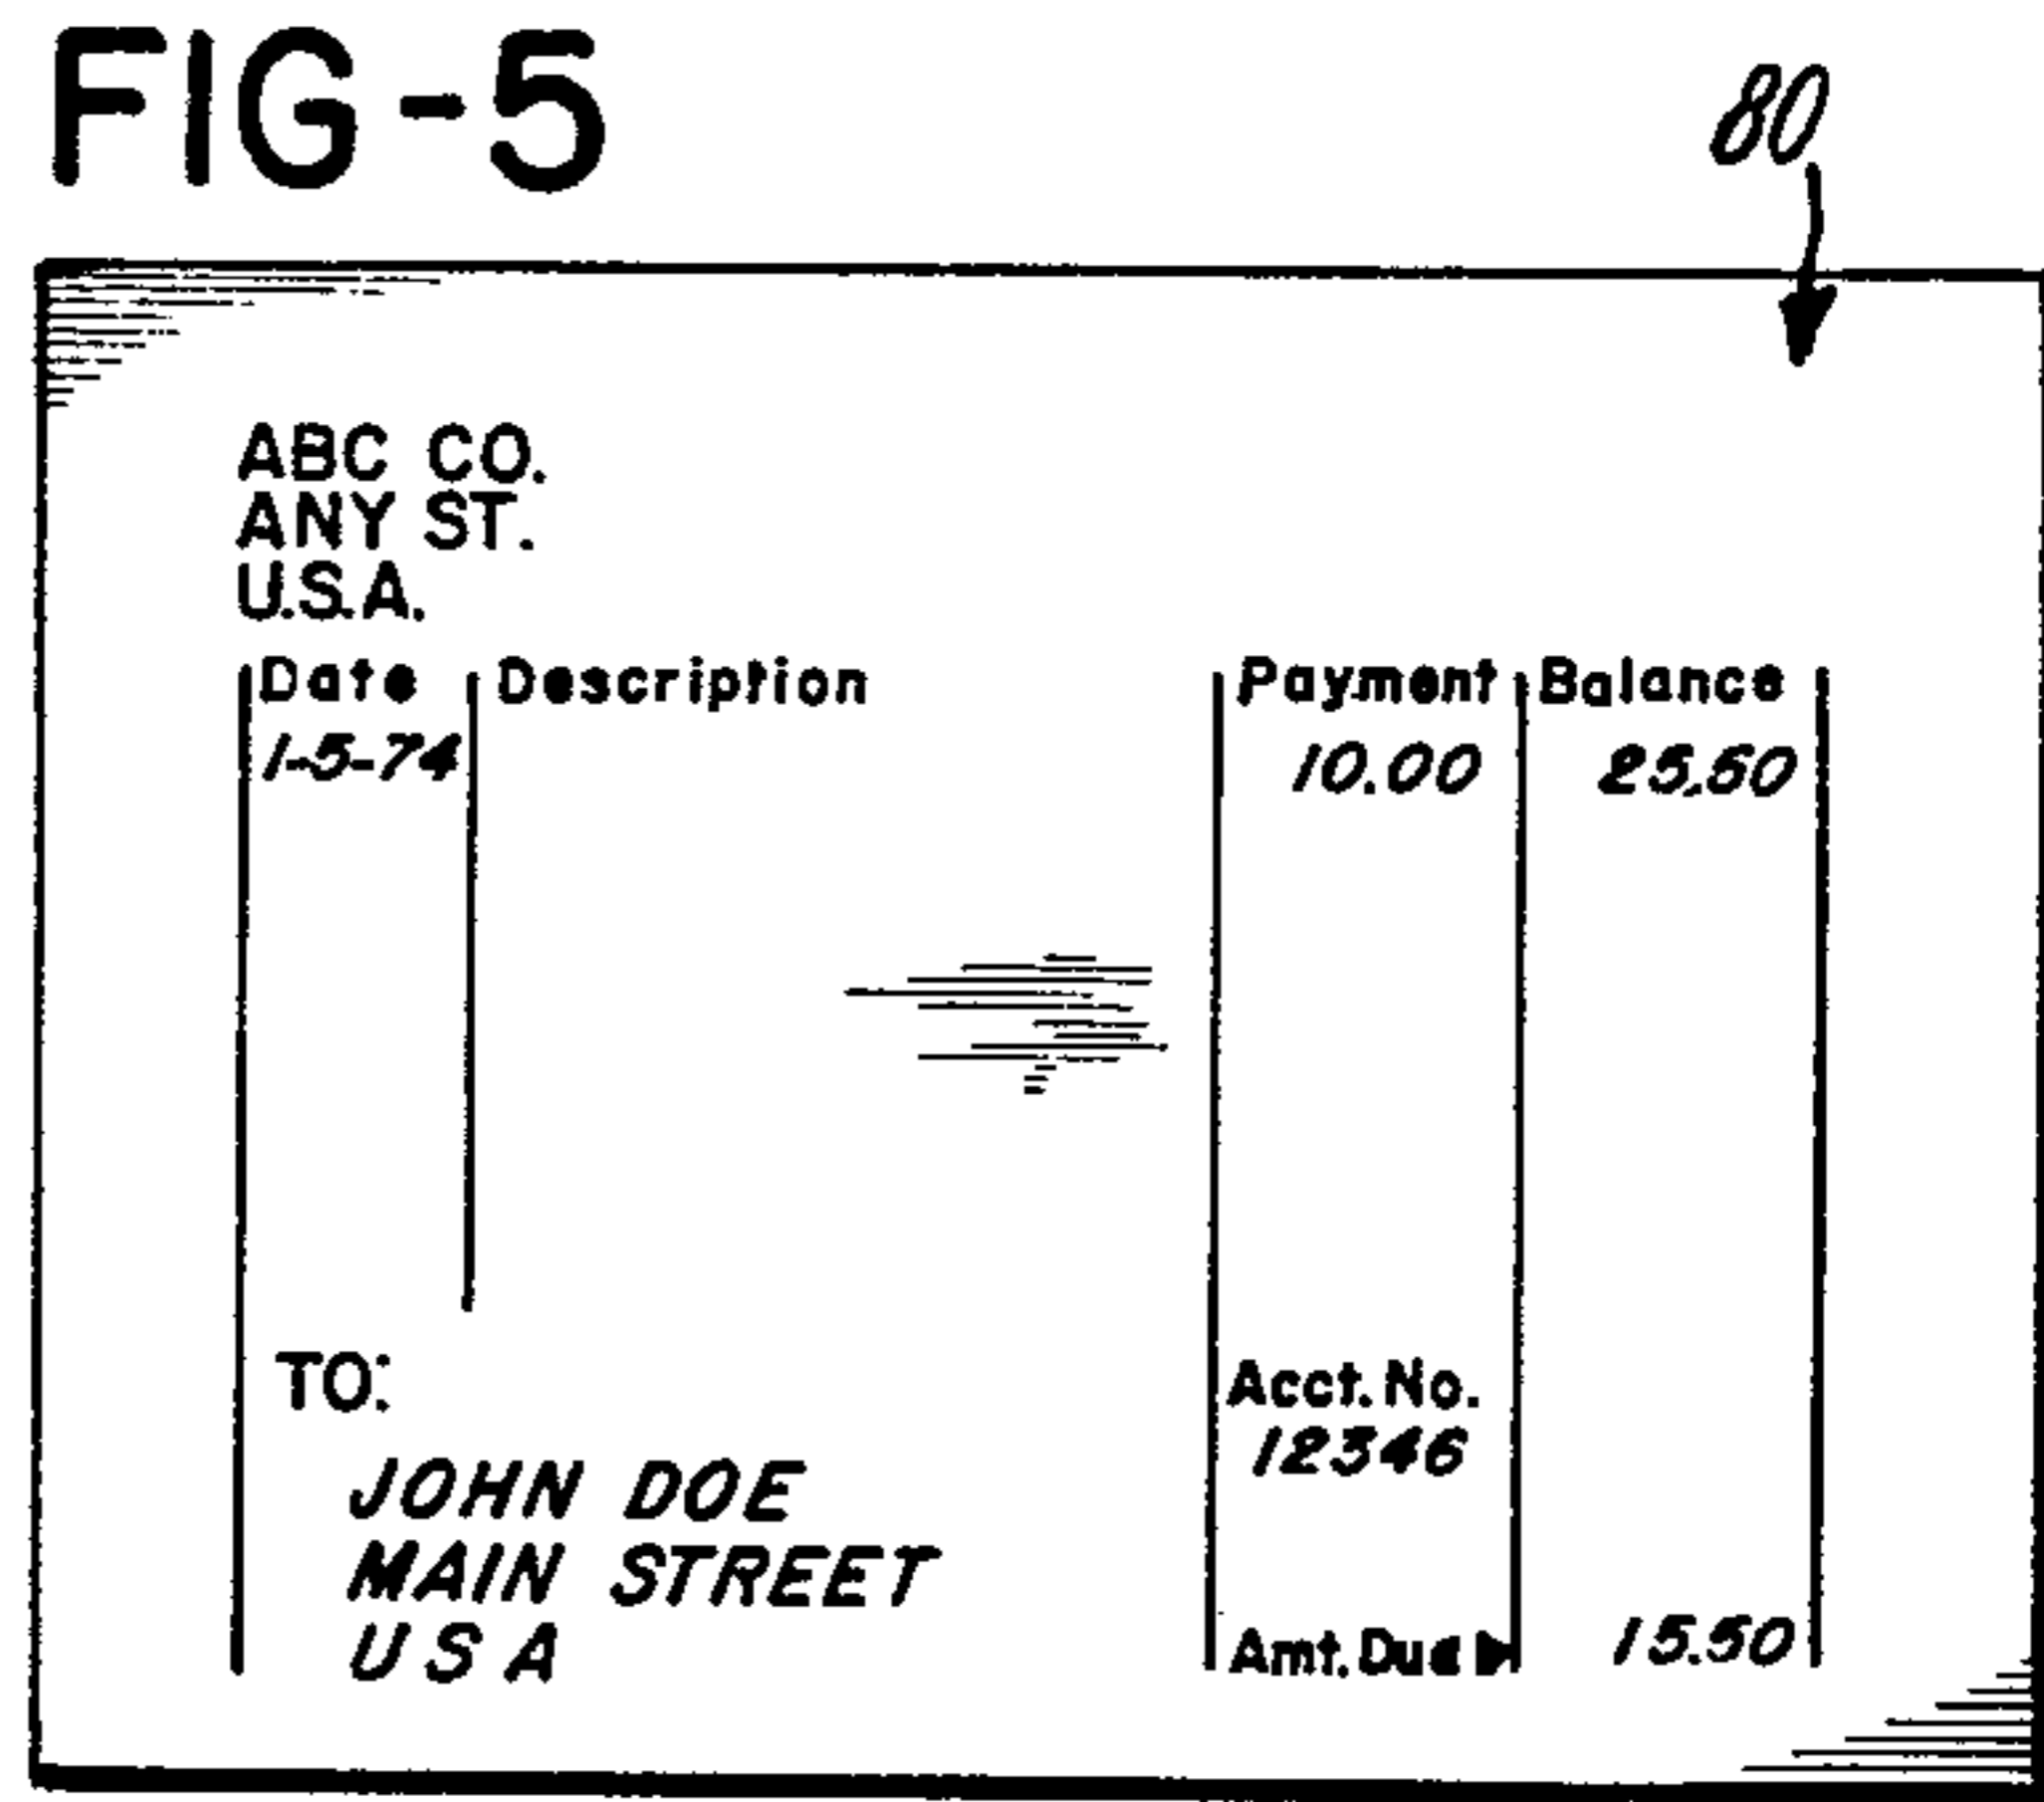 FIG-5
80
ABC CO.
ANY ST.
U.S.A.
Date Description Payment Balance
1-5-74 10.00 25.50
TO: Acct. No.
12346
JOHN DOE
MAIN STREET
USA Amt. Due 15.50